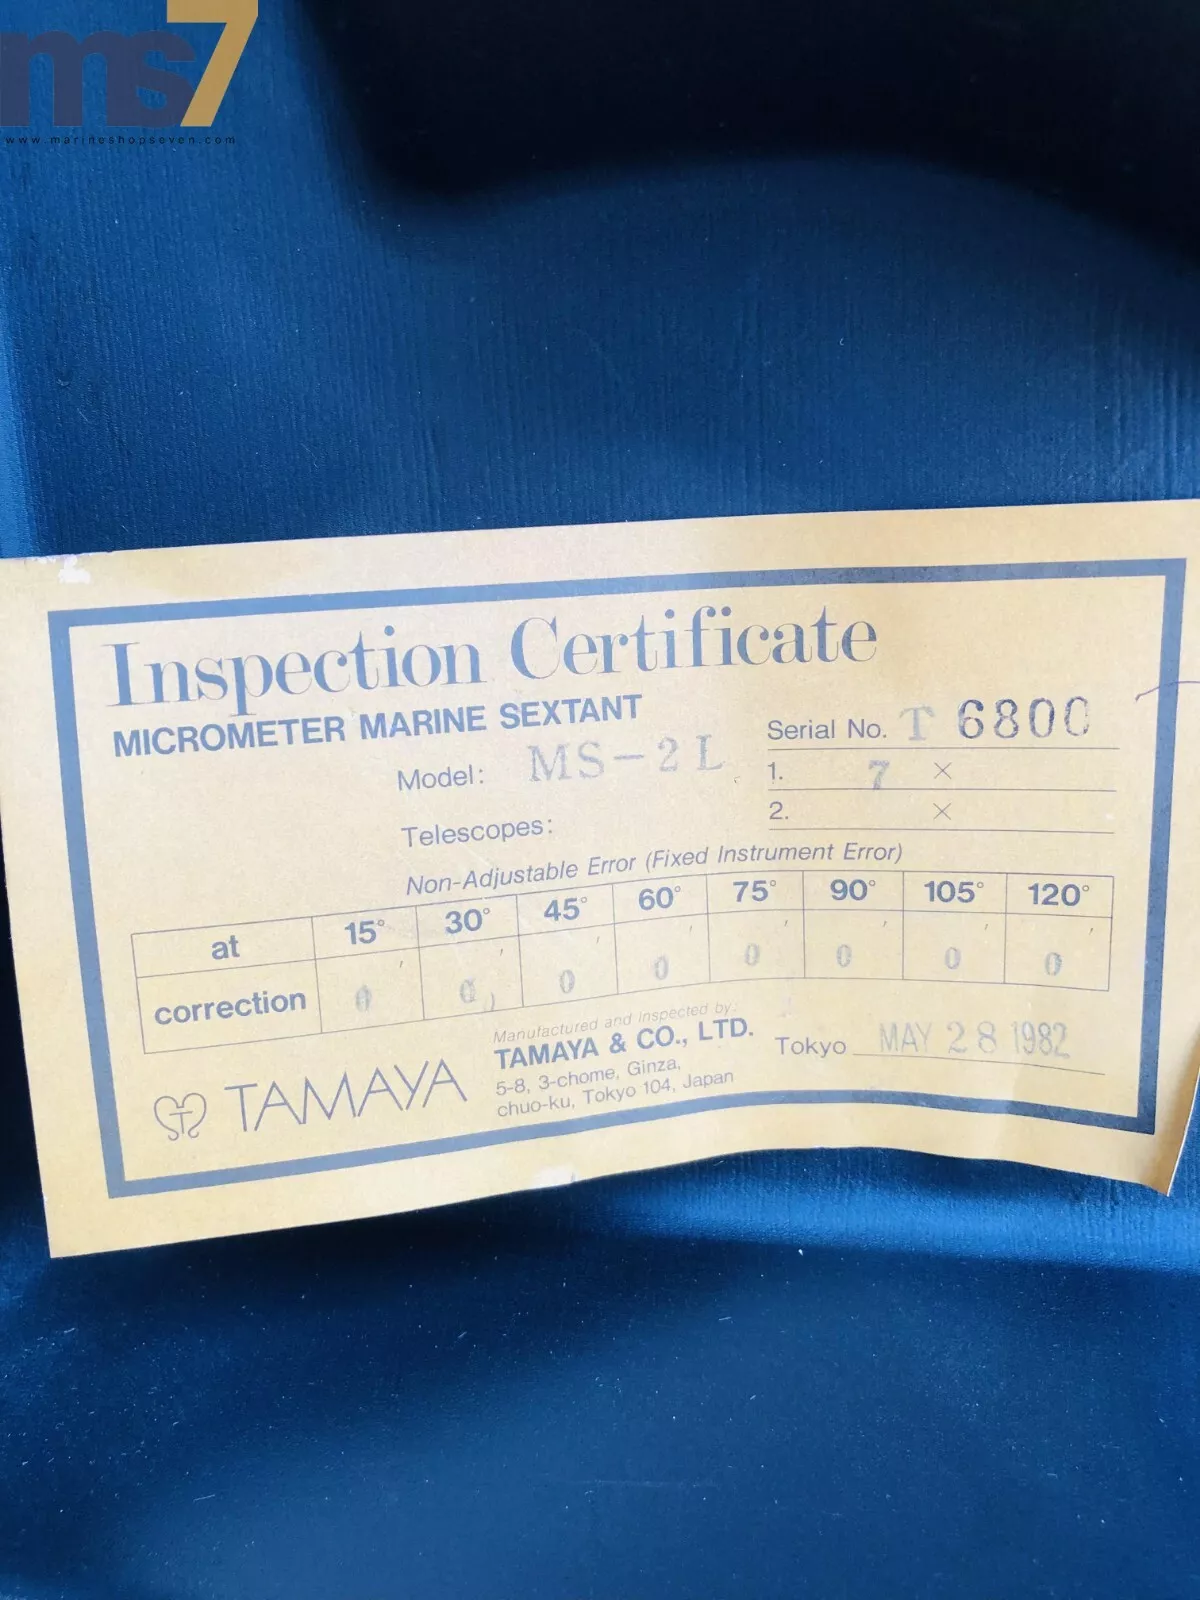 ms7
www.marineshopseven.com
Inspection Certificate
MICROMETER MARINE SEXTANT
Model: MS-2L
Serial No. T 6800
Telescopes:
1. 7 ×
2. ×
Non-Adjustable Error (Fixed Instrument Error)
at 15° 30° 45° 60° 75° 90° 105° 120°
correction 0' 0' 0' 0' 0' 0' 0' 0'
TAMAYA
Manufactured and inspected by:
TAMAYA & CO., LTD.
5-8, 3-chome, Ginza,
chuo-ku, Tokyo 104, Japan
Tokyo MAY 28 1982